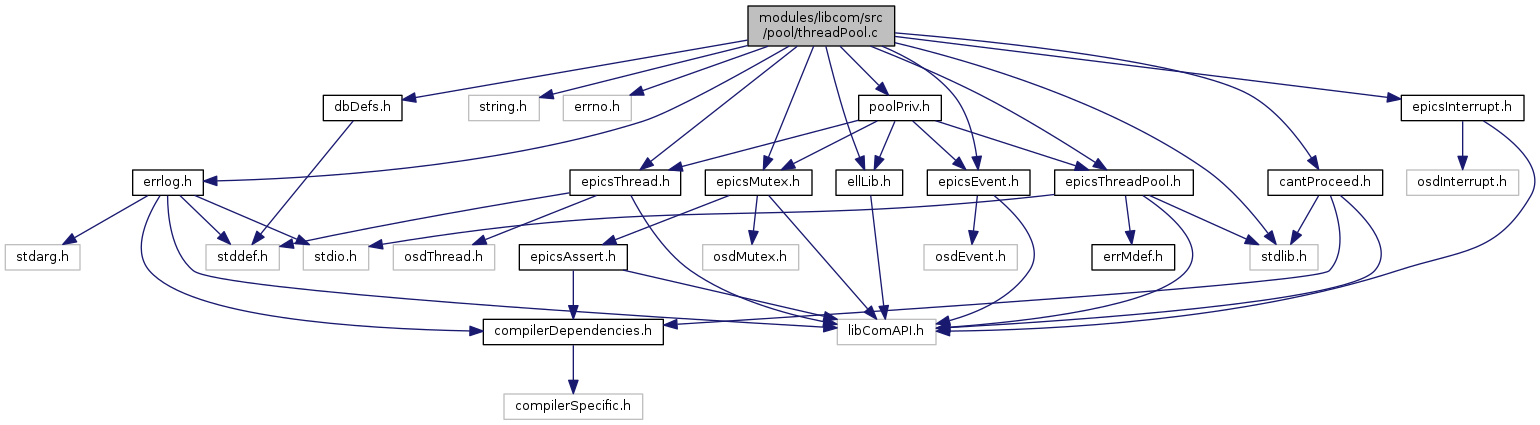 modules/libcom/src
/pool/threadPool.c
dbDefs.h
string.h
errno.h
poolPriv.h
epicsInterrupt.h
errlog.h
epicsThread.h
epicsMutex.h
ellLib.h
epicsEvent.h
epicsThreadPool.h
cantProceed.h
osdInterrupt.h
stdarg.h
stddef.h
stdio.h
osdThread.h
epicsAssert.h
osdMutex.h
osdEvent.h
errMdef.h
stdlib.h
compilerDependencies.h
libComAPI.h
compilerSpecific.h